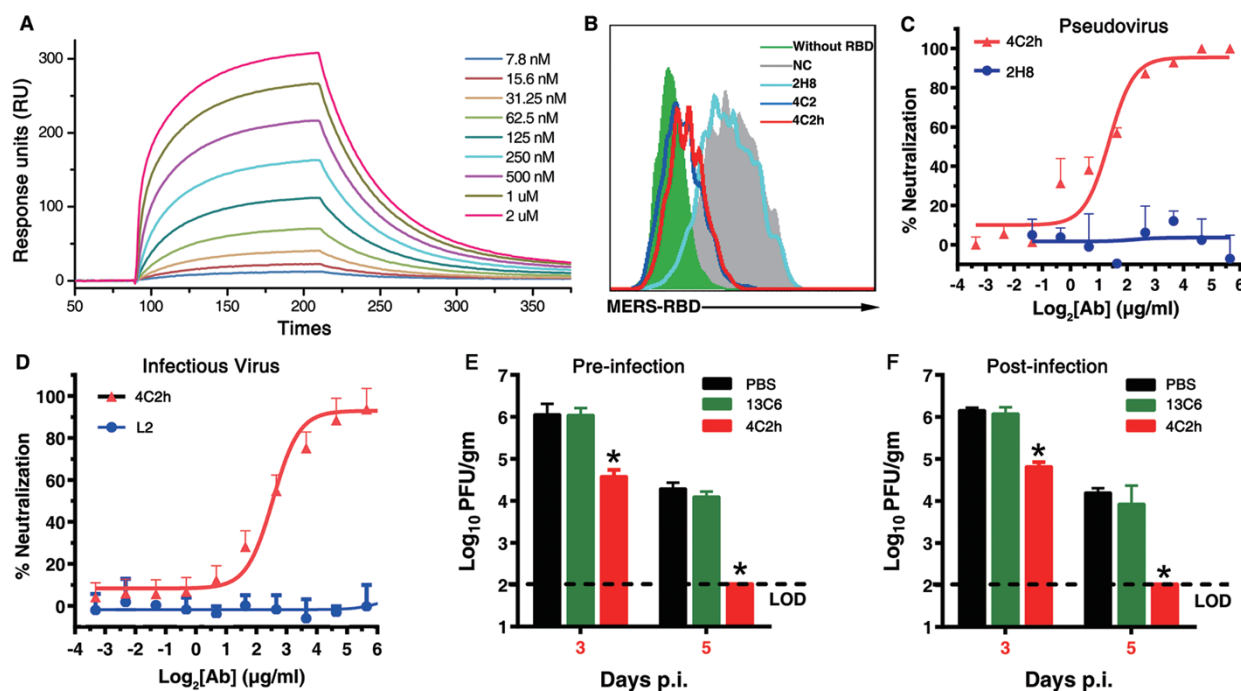 A
Response units (RU)
300
200
100
0
50 100 150 200 250 300 350
Times
7.8 nM
15.6 nM
31.25 nM
62.5 nM
125 nM
250 nM
500 nM
1 uM
2 uM
B
Without RBD
NC
2H8
4C2
4C2h
MERS-RBD
C
Pseudovirus
4C2h
2H8
% Neutralization
100
80
60
40
20
0
-4 -3 -2 -1 0 1 2 3 4 5 6
Log2[Ab] (µg/ml)
D
Infectious Virus
4C2h
L2
% Neutralization
100
80
60
40
20
0
-4 -3 -2 -1 0 1 2 3 4 5 6
Log2[Ab] (µg/ml)
E
Pre-infection
PBS
13C6
4C2h
Log10 PFU/gm
7
6
5
4
3
2
1
*
*
LOD
3 5
Days p.i.
F
Post-infection
PBS
13C6
4C2h
Log10 PFU/gm
7
6
5
4
3
2
1
*
*
LOD
3 5
Days p.i.